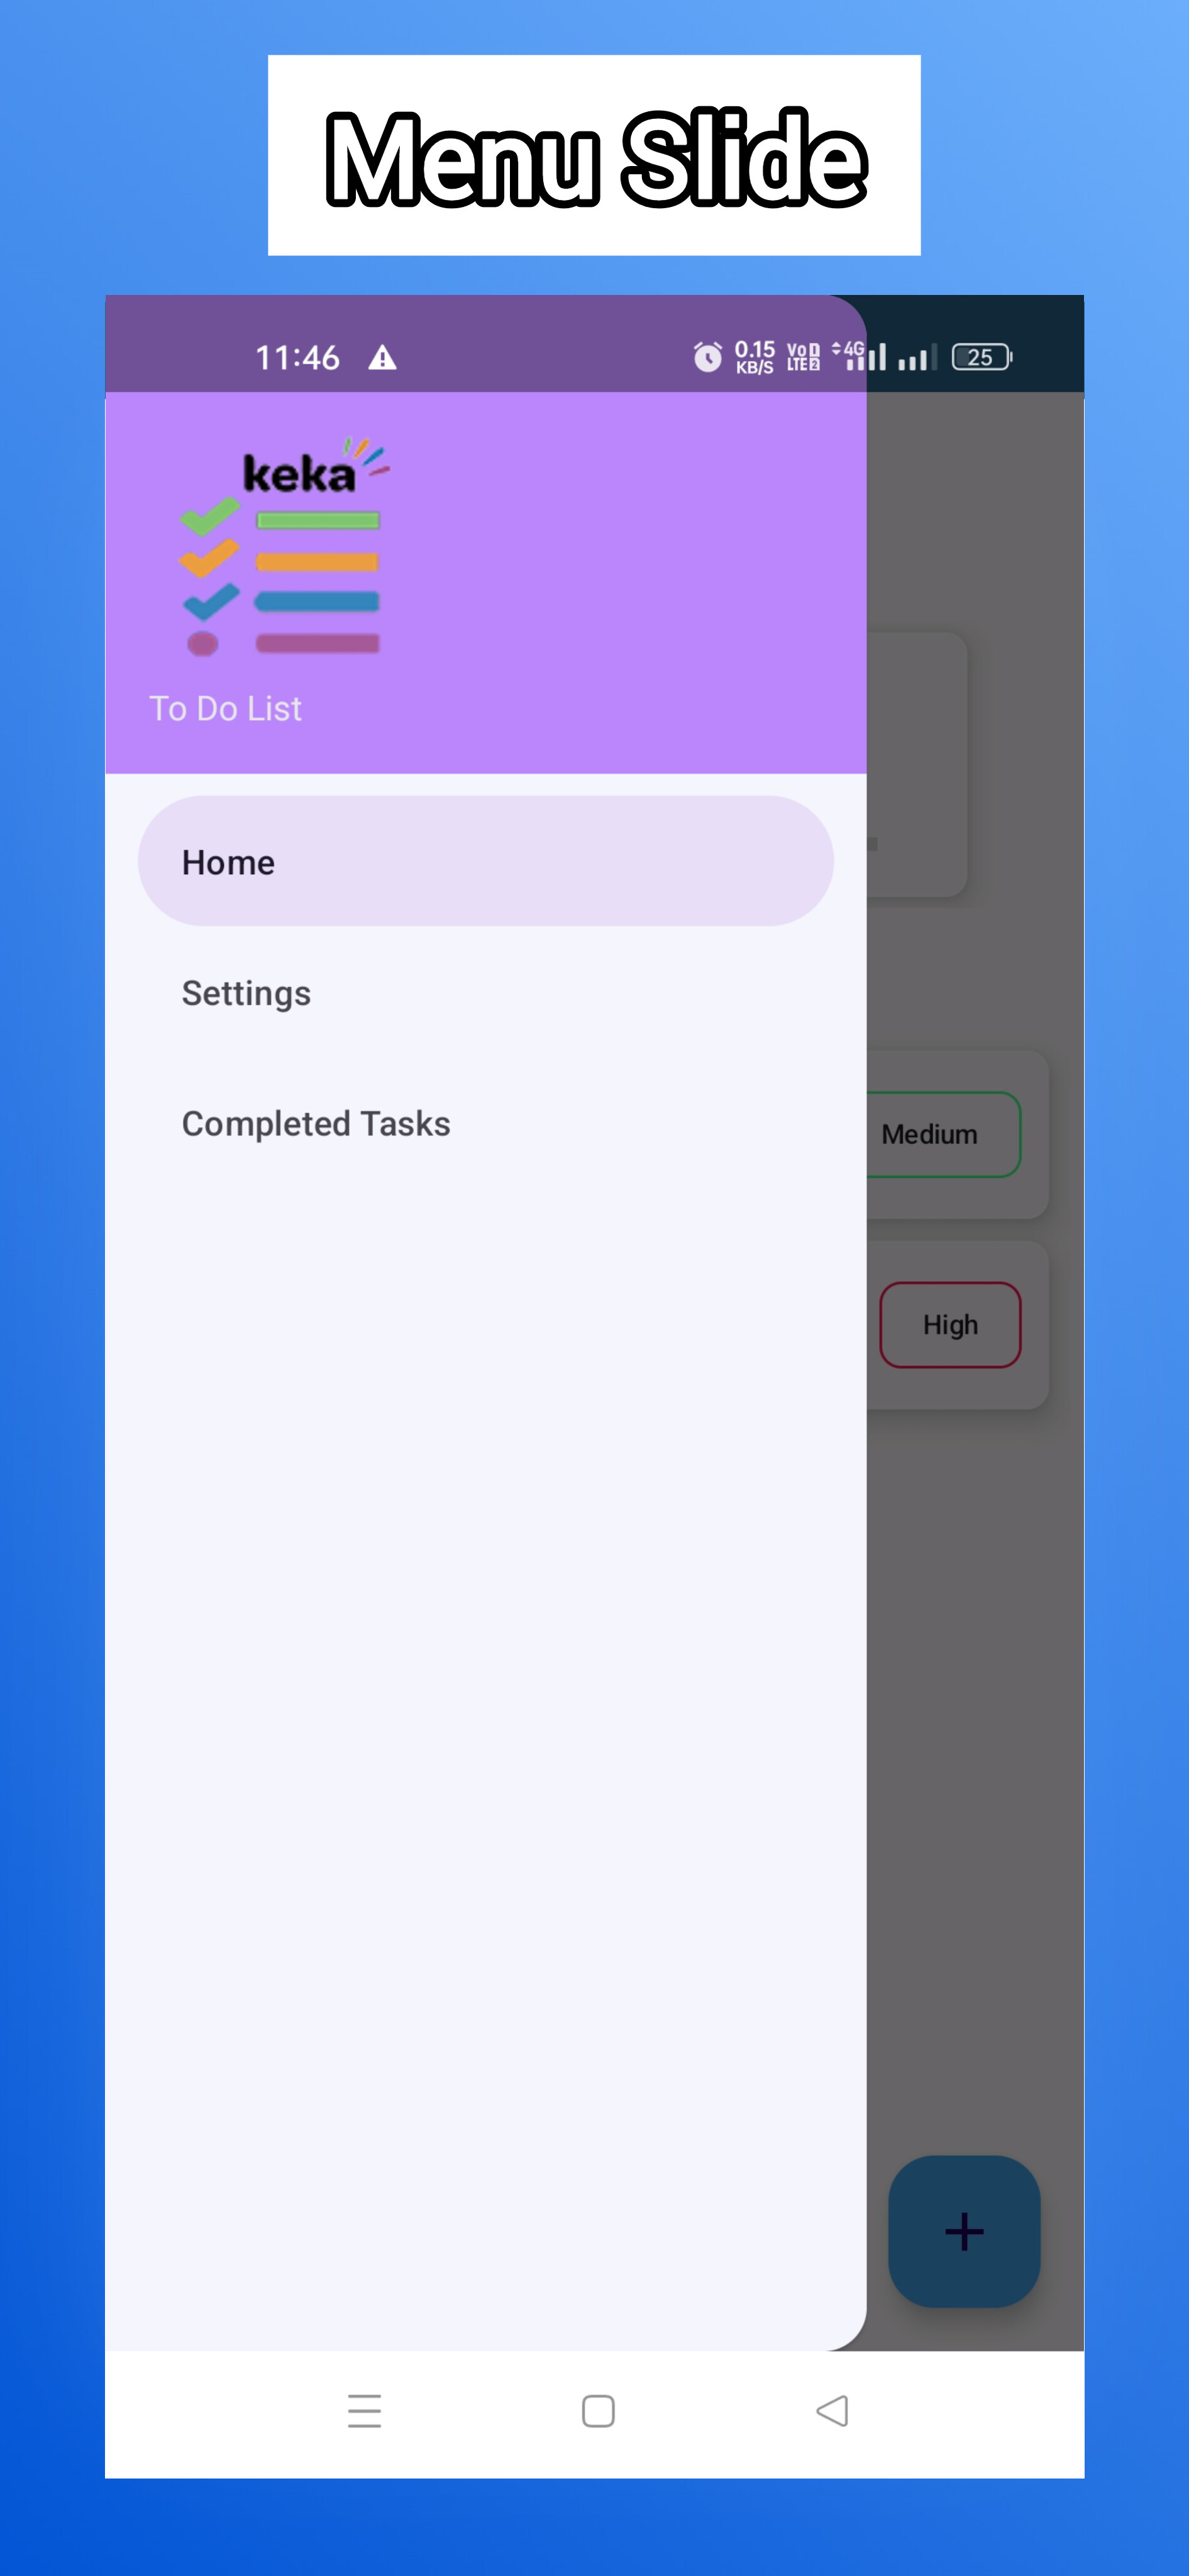 Menu Slide
11:46
0.15
KB/S
Vo
LTE 2
4G
25
keka
To Do List
Home
Settings
Completed Tasks
Medium
High